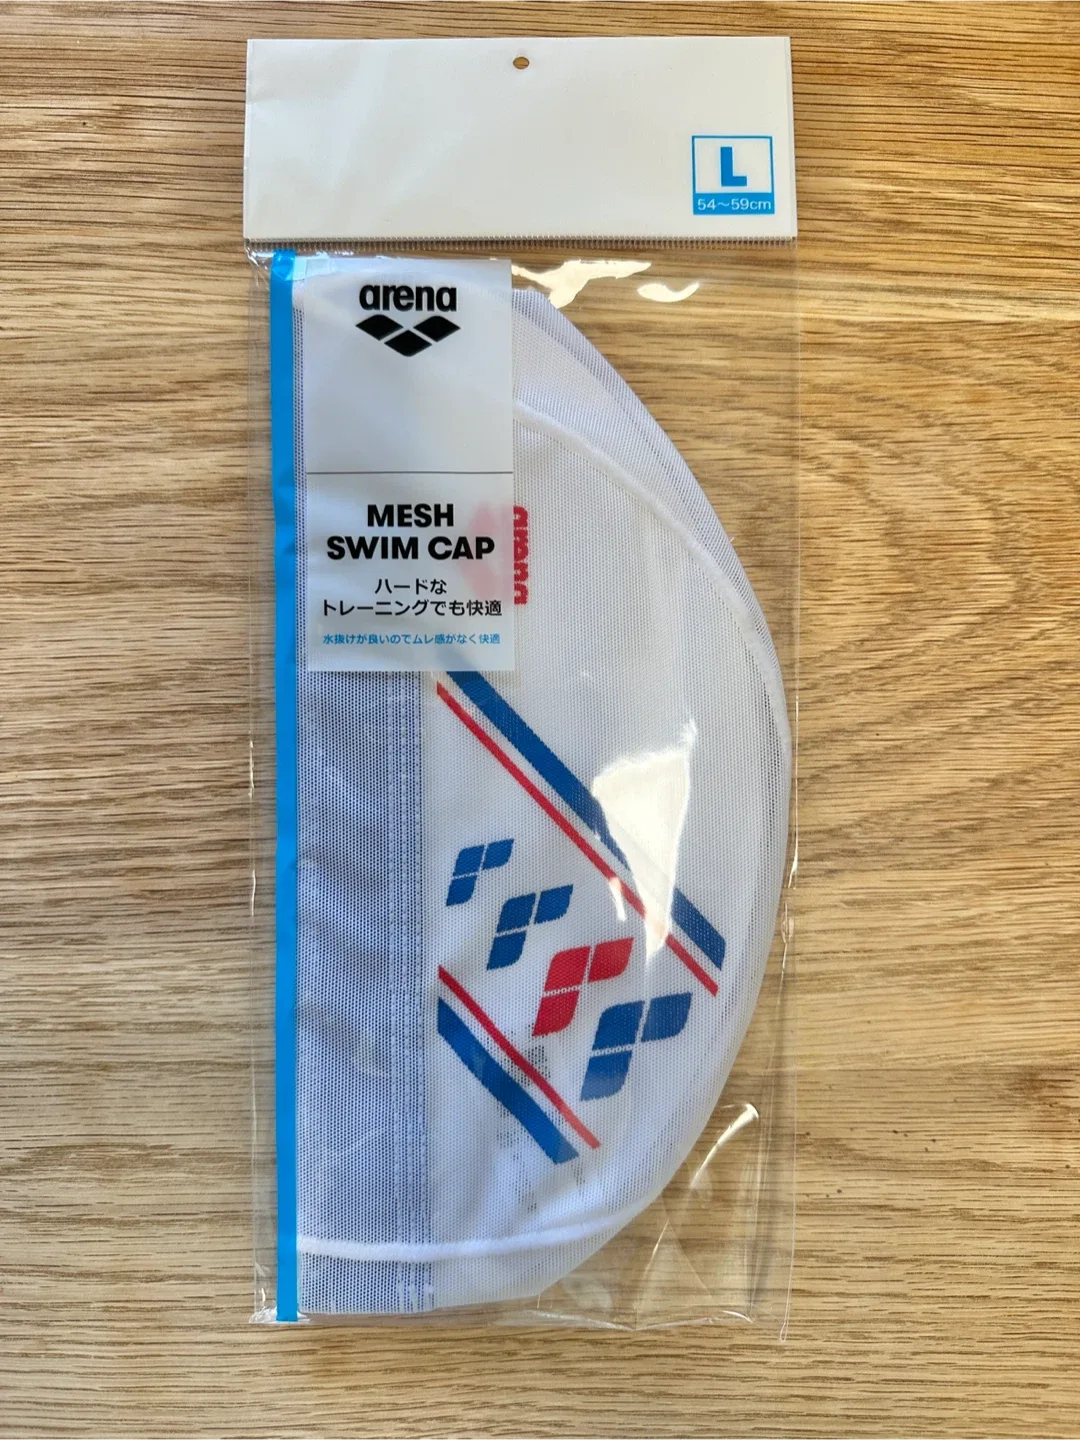 L
54～59cm
arena
MESH
SWIM CAP
ハードな
トレーニングでも快適
水抜けが良いのでムレ感がなく快適
arena